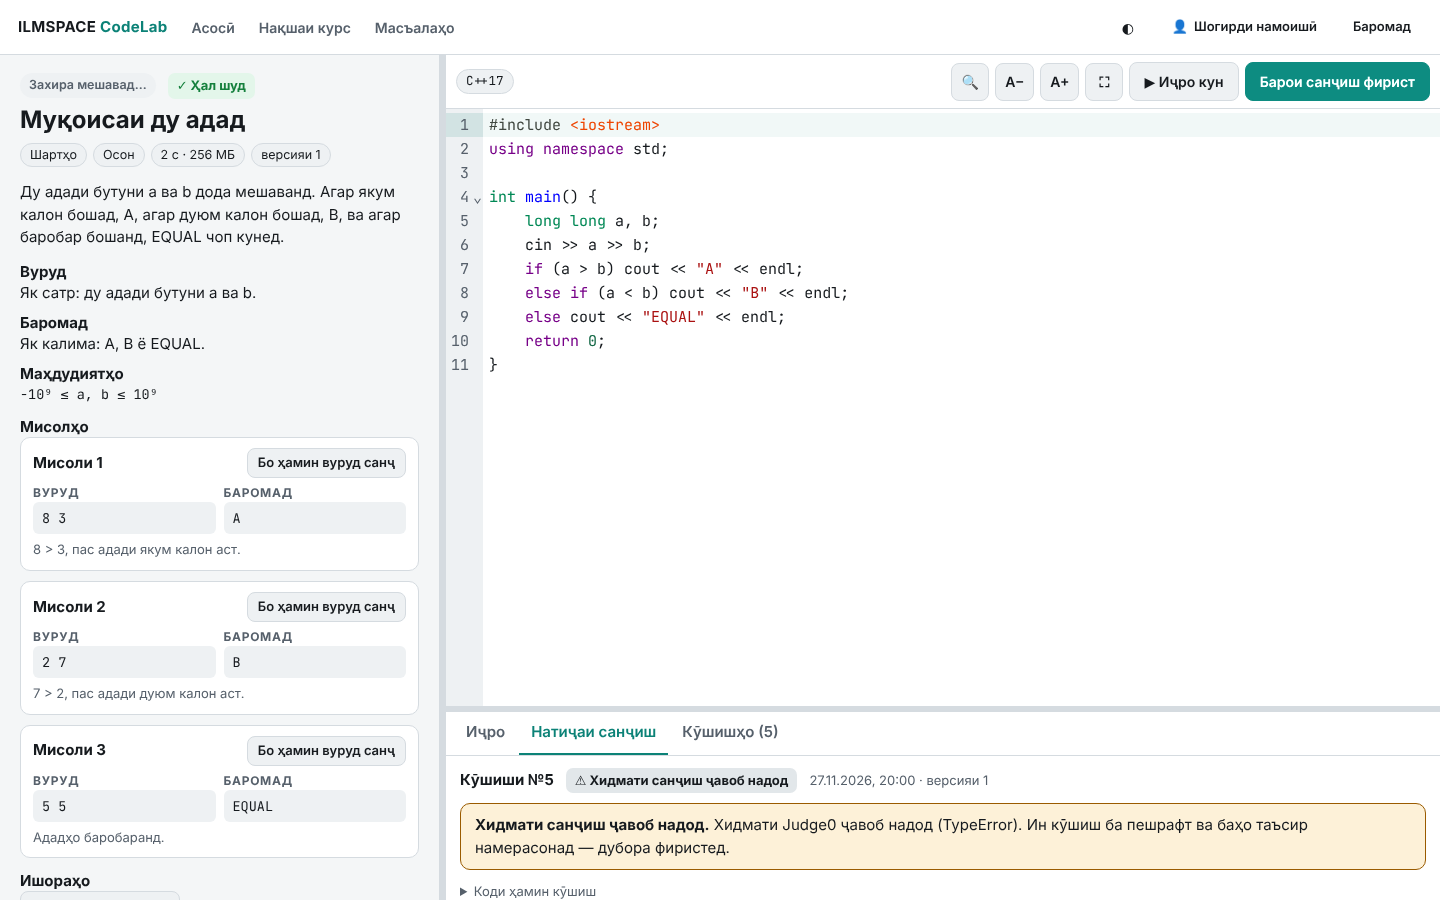 ILMSPACE CodeLab Асосӣ Нақшаи курс Масъалаҳо Шогирди намоишӣ Баромад
Захира мешавад… ✓ Ҳал шуд
Муқоисаи ду адад
Шартҳо Осон 2 с · 256 МБ версияи 1
Ду адади бутуни a ва b дода мешаванд. Агар якум
калон бошад, A, агар дуюм калон бошад, B, ва агар
баробар бошанд, EQUAL чоп кунед.
Вуруд
Як сатр: ду адади бутуни a ва b.
Баромад
Як калима: A, B ё EQUAL.
Маҳдудиятҳо
-10⁹ ≤ a, b ≤ 10⁹
Мисолҳо
Мисоли 1 Бо ҳамин вуруд санҷ
ВУРУД БАРОМАД
8 3 A
8 > 3, пас адади якум калон аст.
Мисоли 2 Бо ҳамин вуруд санҷ
ВУРУД БАРОМАД
2 7 B
7 > 2, пас адади дуюм калон аст.
Мисоли 3 Бо ҳамин вуруд санҷ
ВУРУД БАРОМАД
5 5 EQUAL
Ададҳо баробаранд.
Ишораҳо
C++17 A− A+ ▶ Иҷро кун Барои санҷиш фирист
1 #include <iostream>
2 using namespace std;
3
4 int main() {
5 long long a, b;
6 cin >> a >> b;
7 if (a > b) cout << "A" << endl;
8 else if (a < b) cout << "B" << endl;
9 else cout << "EQUAL" << endl;
10 return 0;
11 }
Иҷро Натиҷаи санҷиш Кӯшишҳо (5)
Кӯшиши №5 ⚠ Хидмати санҷиш ҷавоб надод 27.11.2026, 20:00 · версияи 1
Хидмати санҷиш ҷавоб надод. Хидмати Judge0 ҷавоб надод (TypeError). Ин кӯшиш ба пешрафт ва баҳо таъсир
намерасонад — дубора фиристед.
▶ Коди ҳамин кӯшиш